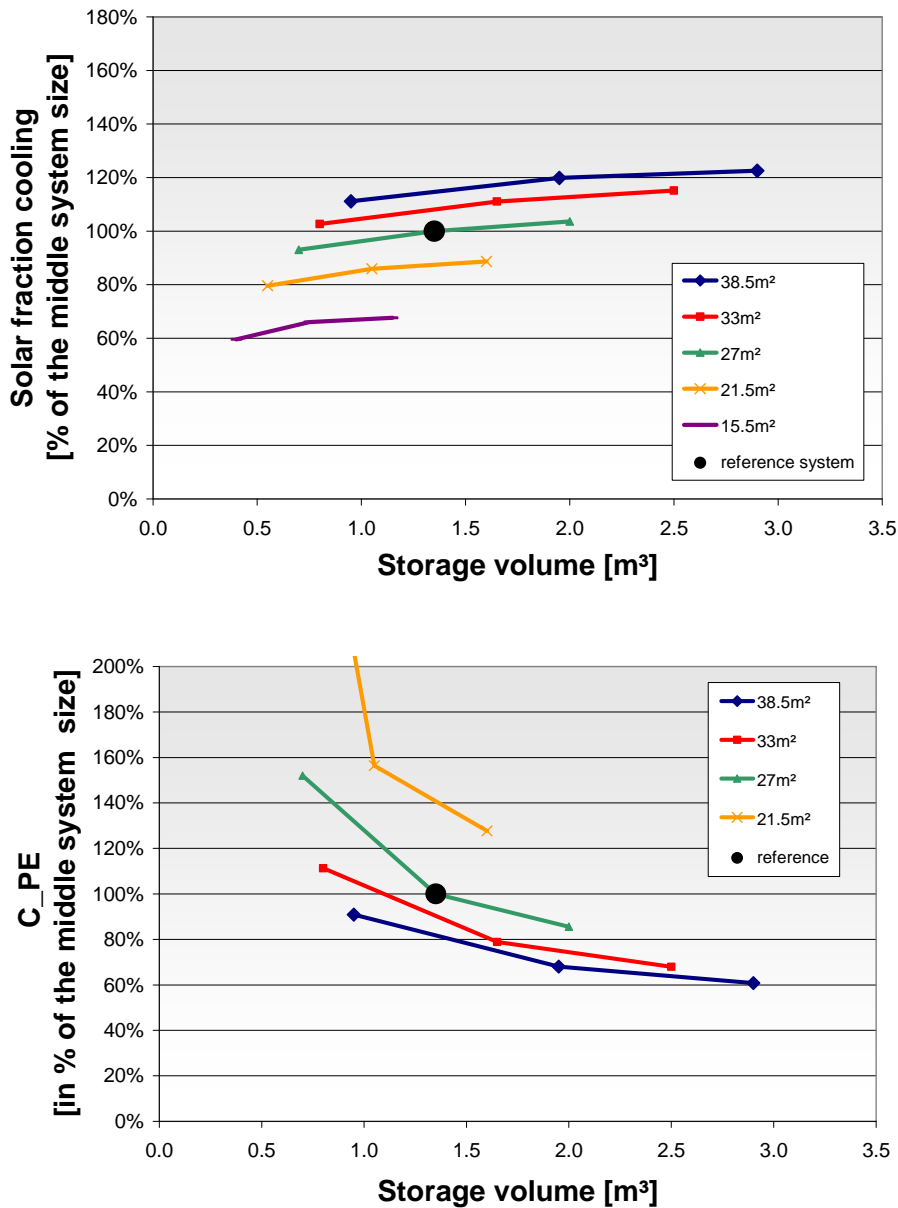 180%
160%
140%
120%
100%
80%
60%
40%
20%
0%
Solar fraction cooling
[% of the middle system size]
38.5m²
33m²
27m²
21.5m²
15.5m²
reference system
0.0 0.5 1.0 1.5 2.0 2.5 3.0 3.5
Storage volume [m³]
200%
180%
160%
140%
120%
100%
80%
60%
40%
20%
0%
C_PE
[in % of the middle system size]
38.5m²
33m²
27m²
21.5m²
reference
0.0 0.5 1.0 1.5 2.0 2.5 3.0 3.5
Storage volume [m³]